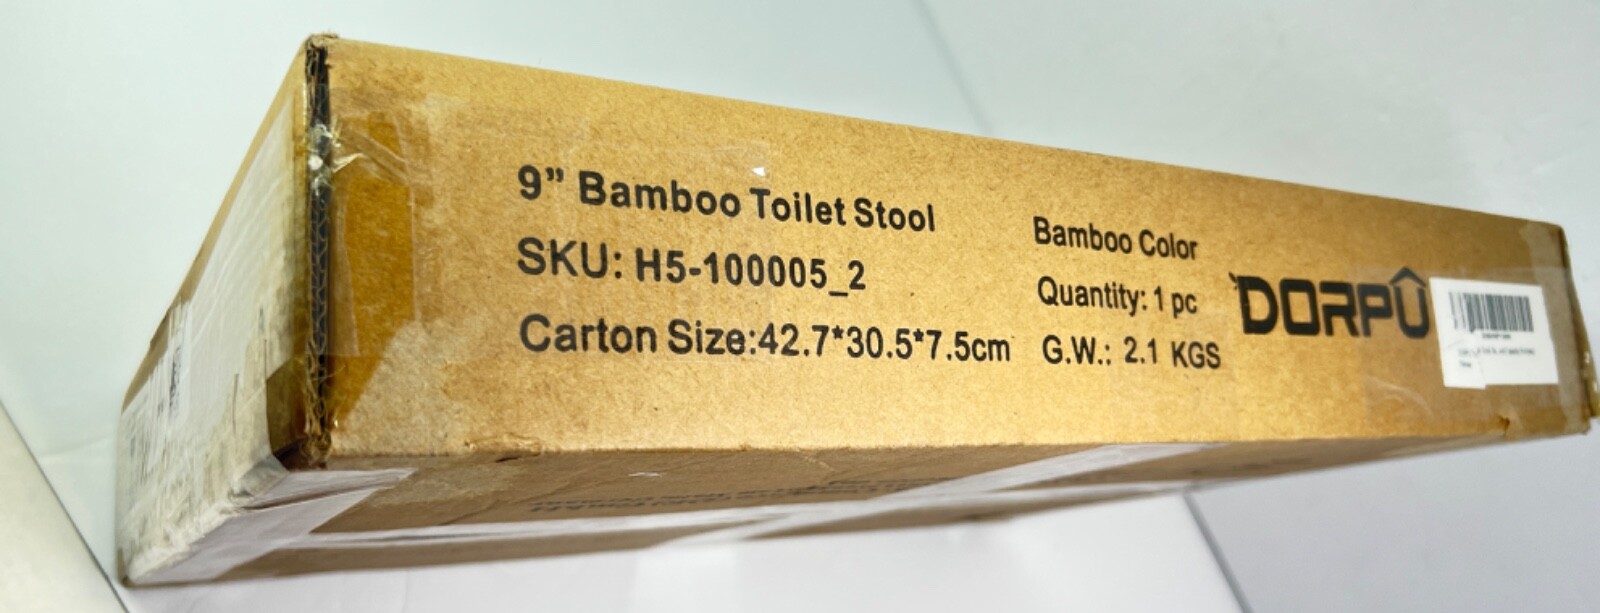 9” Bamboo Toilet Stool
SKU: H5-100005_2
Carton Size:42.7*30.5*7.5cm
Bamboo Color
Quantity: 1 pc
G.W.: 2.1 KGS
DORPU